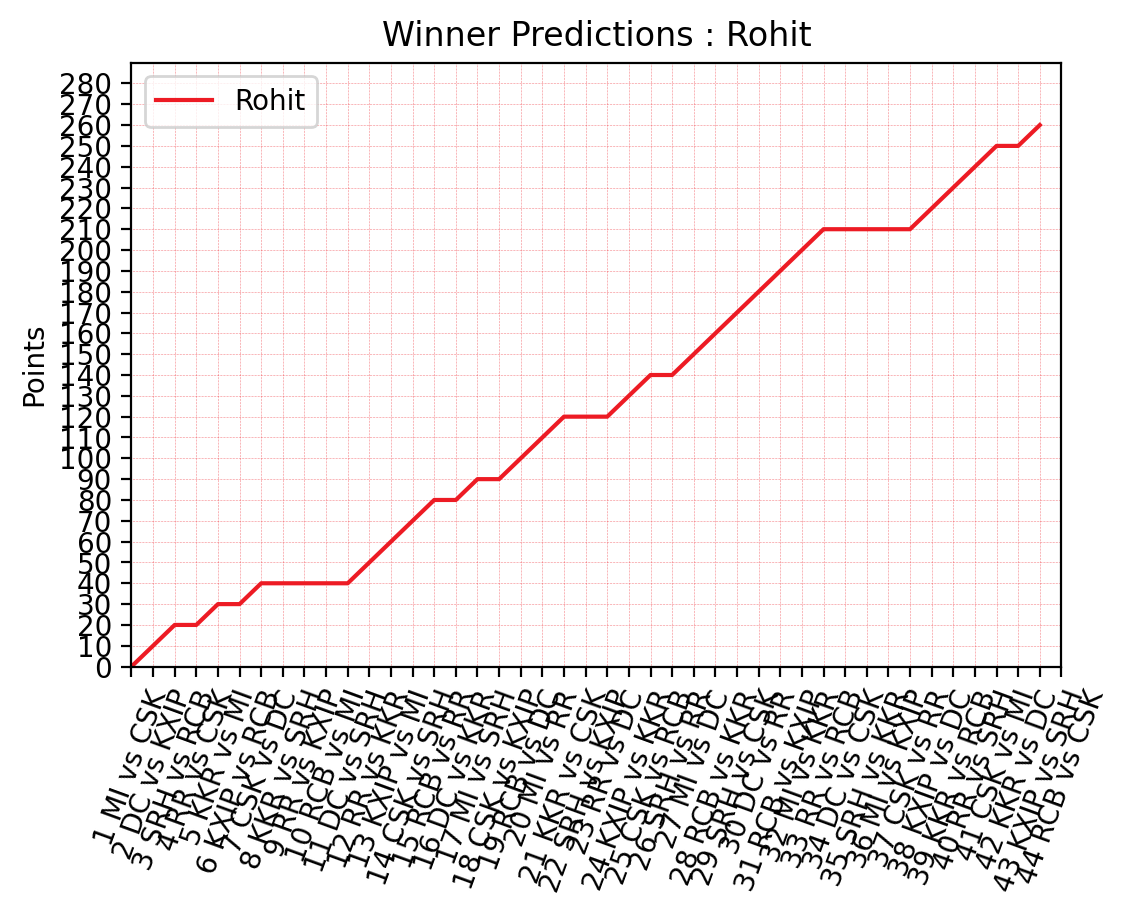 Winner Predictions : Rohit
Rohit
Points
280
270
260
250
240
230
220
210
200
190
180
170
160
150
140
130
120
110
100
90
80
70
60
50
40
30
20
10
0
1 MI vs CSK
2 DC vs KXIP
3 SRH vs RCB
4 RR vs CSK
5 KKR vs MI
6 KXIP vs RCB
7 CSK vs DC
8 KKR vs SRH
9 RR vs KXIP
10 RCB vs MI
11 DC vs SRH
12 RR vs KKR
13 KXIP vs MI
14 CSK vs SRH
15 RCB vs RR
16 DC vs KKR
17 MI vs SRH
18 CSK vs KXIP
19 RCB vs DC
20 MI vs RR
21 KKR vs CSK
22 SRH vs KXIP
23 RR vs DC
24 KXIP vs KKR
25 CSK vs RCB
26 SRH vs RR
27 MI vs DC
28 RCB vs KKR
29 SRH vs CSK
30 DC vs RR
31 RCB vs KXIP
32 MI vs KKR
33 RR vs RCB
34 DC vs CSK
35 SRH vs KKR
36 MI vs KXIP
37 CSK vs RR
38 KXIP vs DC
39 KKR vs RCB
40 RR vs SRH
41 CSK vs MI
42 KKR vs DC
43 KXIP vs SRH
44 RCB vs CSK